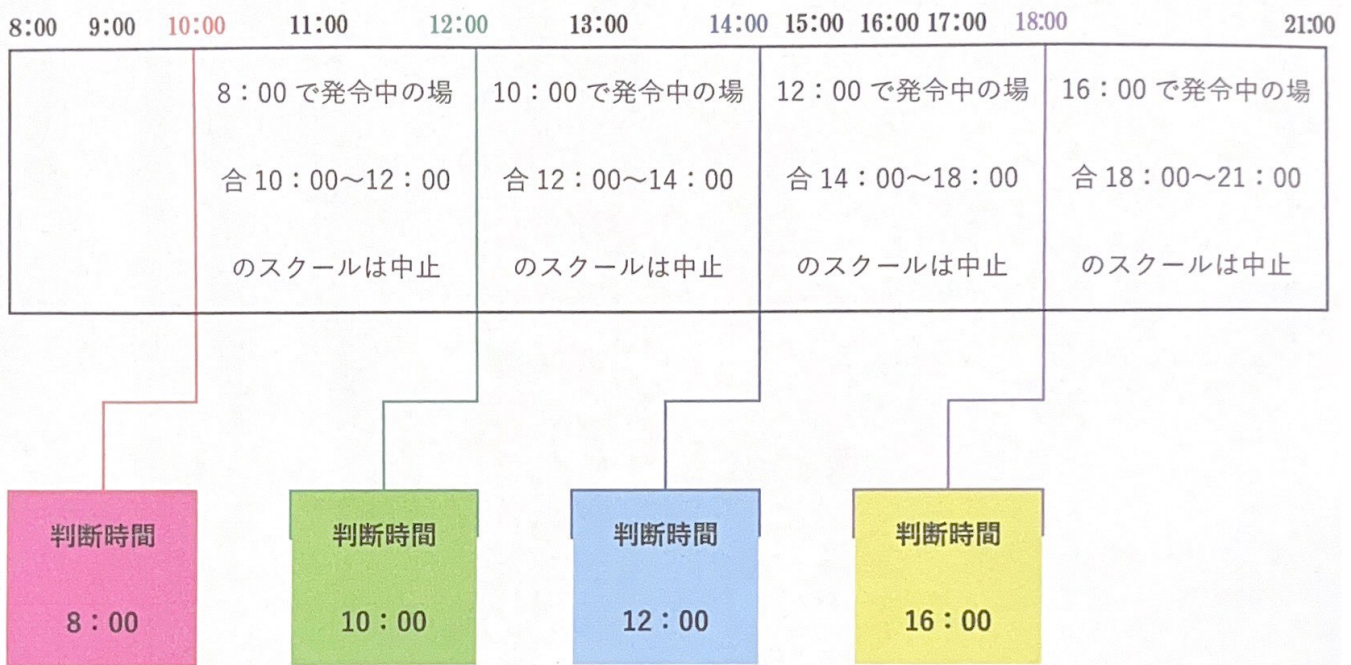 8:00 9:00 10:00 11:00 12:00 13:00 14:00 15:00 16:00 17:00 18:00 21:00
8：00 で発令中の場
合 10：00～12：00
のスクールは中止
10：00 で発令中の場
合 12：00～14：00
のスクールは中止
12：00 で発令中の場
合 14：00～18：00
のスクールは中止
16：00 で発令中の場
合 18：00～21：00
のスクールは中止
判断時間
8：00
判断時間
10：00
判断時間
12：00
判断時間
16：00